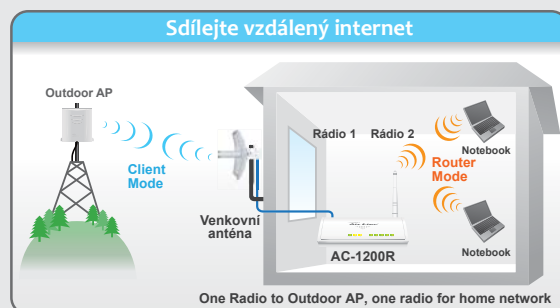 Sdílejte vzdálený internet
Outdoor AP
Rádio 1 Rádio 2
Notebook
Client
Mode
Router
Mode
Venkovní
anténa
AC-1200R
Notebook
One Radio to Outdoor AP, one radio for home network